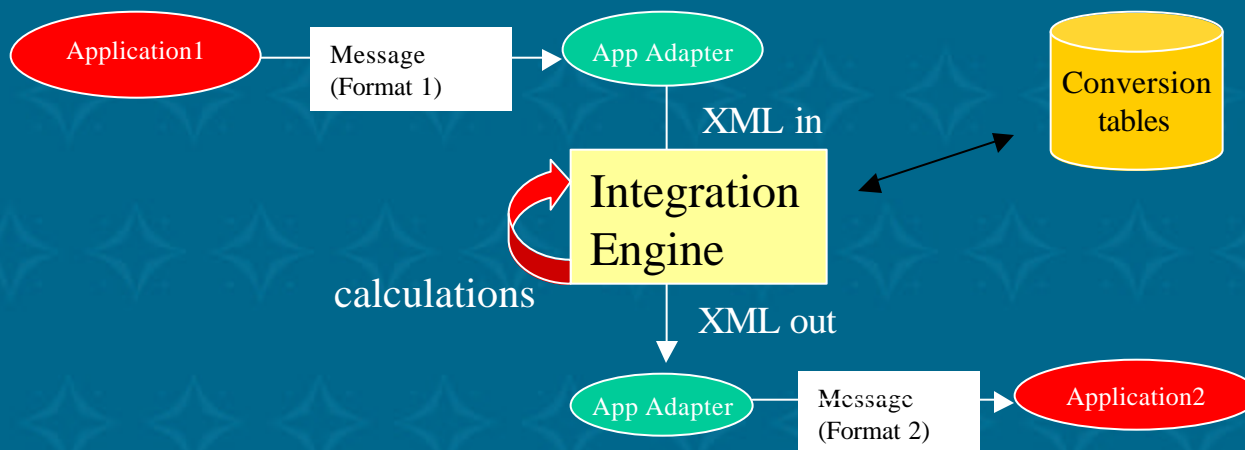 Application1
Message
(Format 1)
App Adapter
Conversion
tables
XML in
Integration
Engine
calculations
XML out
App Adapter
Message
(Format 2)
Application2